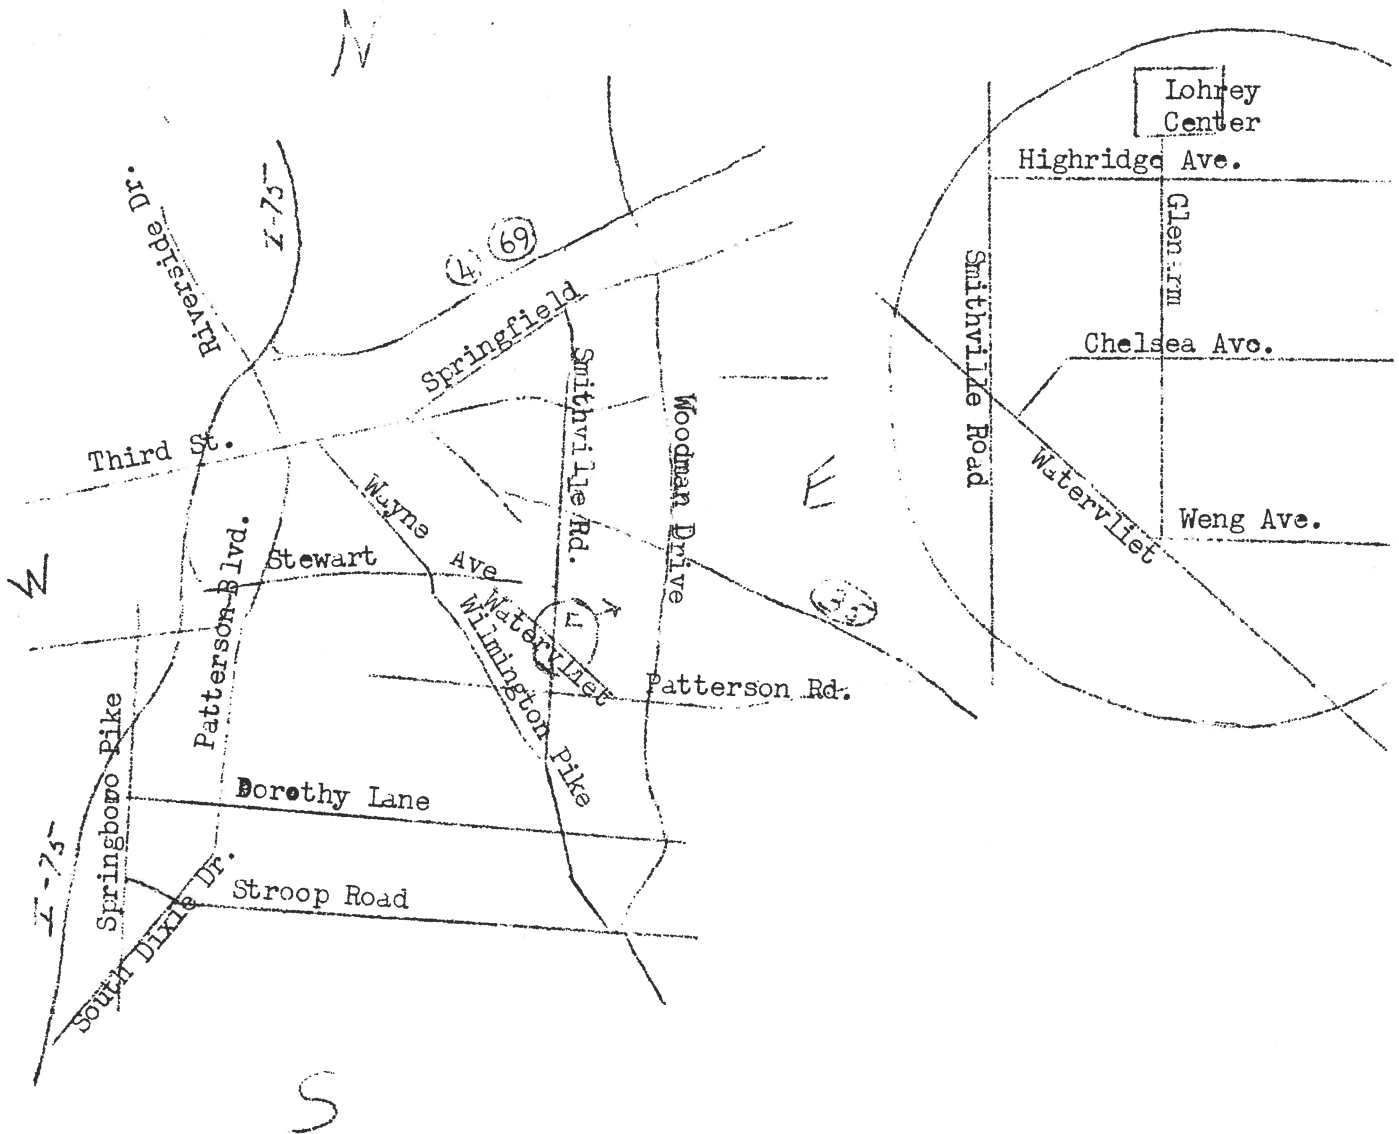 N
Lohrey
Center
Highridge Ave.
Riverside Dr.
I-75
4
69
Glen
Smithville Road
Springfield
Chelsea Ave.
Smithville Rd.
Woodman Drive
Third St.
Wayne Ave
Watervliet
E
Weng Ave.
W
Stewart
Patterson Blvd.
35
Watervliet
Wilmington Pike
Patterson Rd.
Springboro Pike
Dorothy Lane
I-75
South Dixie Dr.
Stroop Road
S